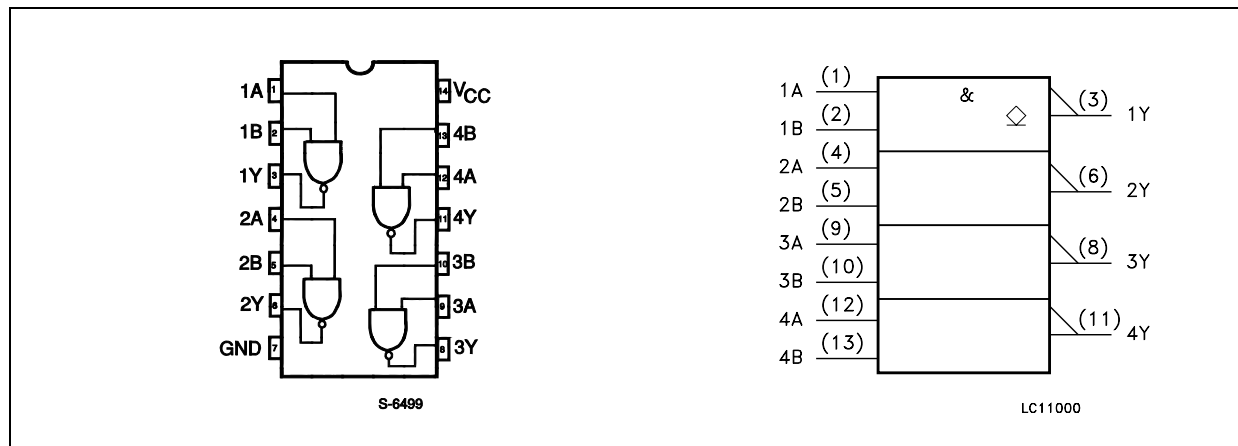 1A 1 14 VCC
1B 2 13 4B
1Y 3 12 4A
2A 4 11 4Y
2B 5 10 3B
2Y 6 9 3A
GND 7 8 3Y
S-6499
1A (1) & (3) 1Y
1B (2)
2A (4) (6) 2Y
2B (5)
3A (9) (8) 3Y
3B (10)
4A (12) (11) 4Y
4B (13)
LC11000